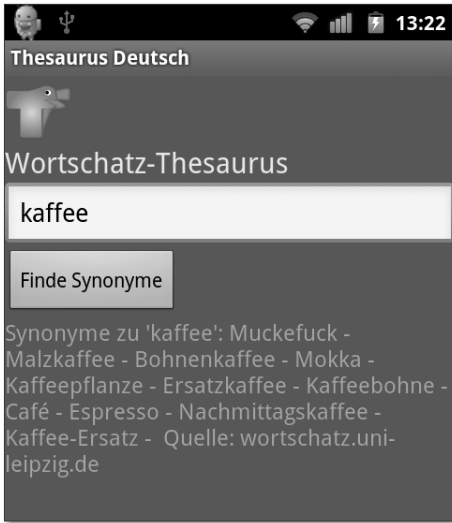 13:22
Thesaurus Deutsch
Wortschatz-Thesaurus
kaffee
Finde Synonyme
Synonyme zu 'kaffee': Muckefuck -
Malzkaffee - Bohnenkaffee - Mokka -
Kaffeepflanze - Ersatzkaffee - Kaffeebohne -
Café - Espresso - Nachmittagskaffee -
Kaffee-Ersatz -  Quelle: wortschatz.uni-
leipzig.de